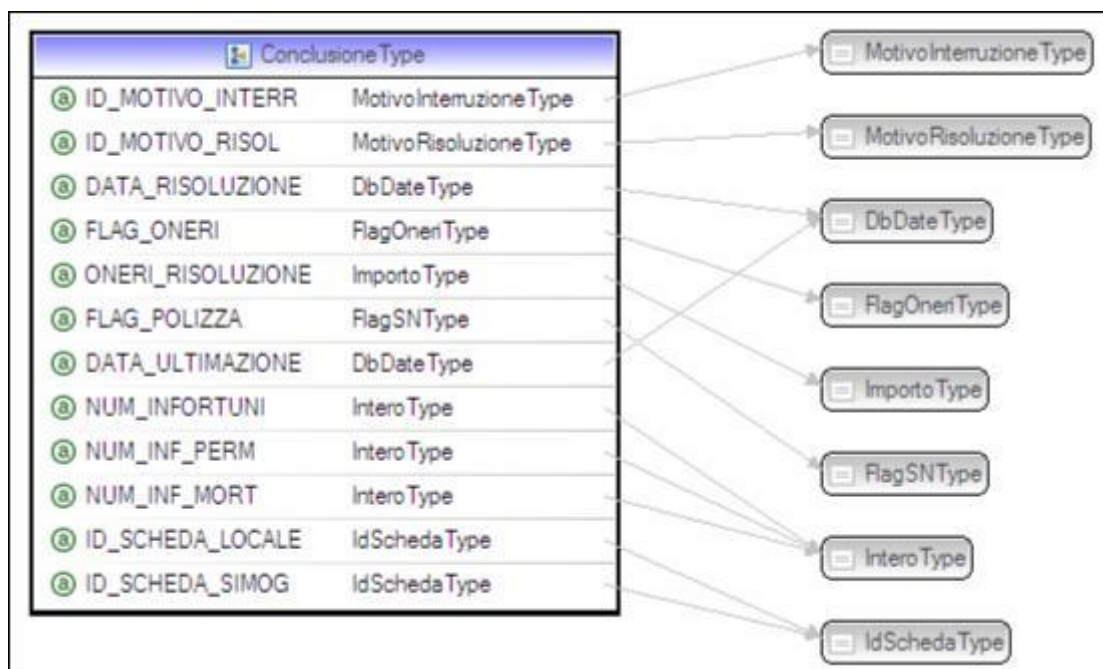 ConclusioneType
ID_MOTIVO_INTERR MotivoInterruzioneType
ID_MOTIVO_RISOL MotivoRisoluzioneType
DATA_RISOLUZIONE DbDateType
FLAG_ONERI FlagOneriType
ONERI_RISOLUZIONE ImportoType
FLAG_POLIZZA FlagSNType
DATA_ULTIMAZIONE DbDateType
NUM_INFORTUNI InteroType
NUM_INF_PERM InteroType
NUM_INF_MORT InteroType
ID_SCHEDA_LOCALE IdSchedaType
ID_SCHEDA_SIMOG IdSchedaType
MotivoInterruzioneType
MotivoRisoluzioneType
DbDateType
FlagOneriType
ImportoType
FlagSNType
InteroType
IdSchedaType